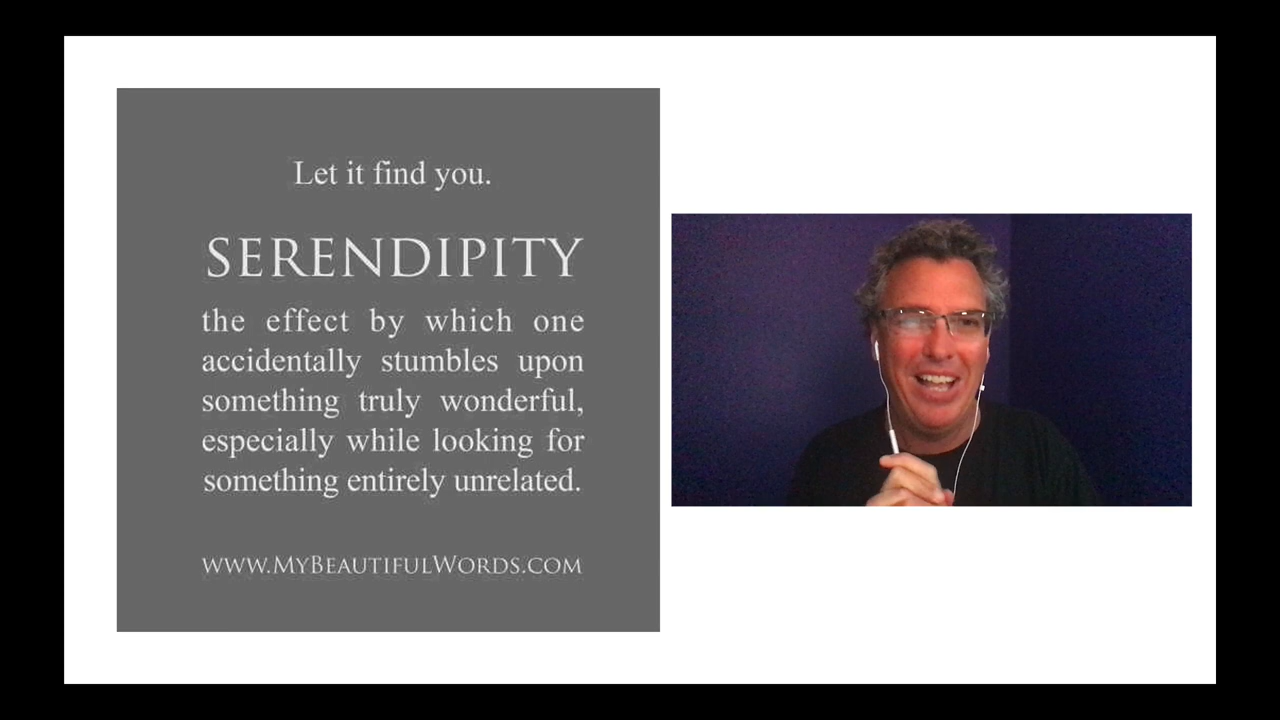 Let it find you.
SERENDIPITY
the effect by which one
accidentally stumbles upon
something truly wonderful,
especially while looking for
something entirely unrelated.
WWW.MYBEAUTIFULWORDS.COM